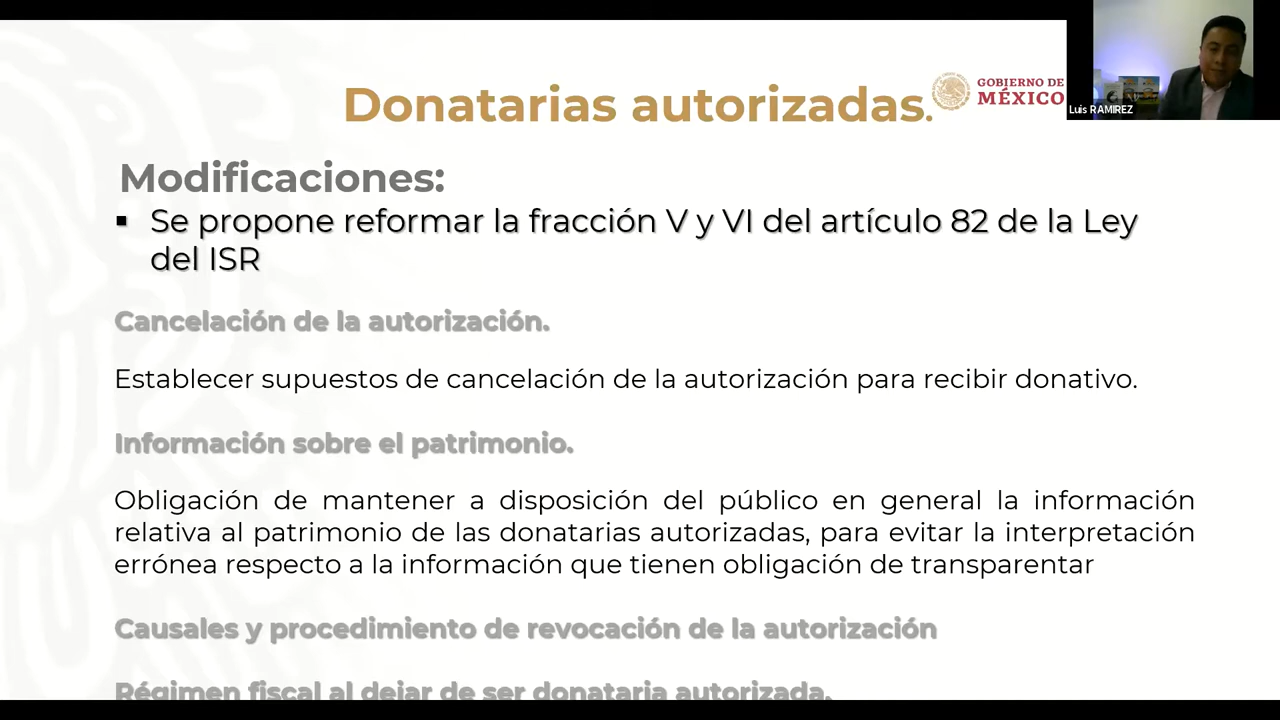 Donatarias autorizadas.
GOBIERNO DE
MÉXICO
Luis RAMIREZ
Modificaciones:
▪ Se propone reformar la fracción V y VI del artículo 82 de la Ley
del ISR
Cancelación de la autorización.
Establecer supuestos de cancelación de la autorización para recibir donativo.
Información sobre el patrimonio.
Obligación de mantener a disposición del público en general la información
relativa al patrimonio de las donatarias autorizadas, para evitar la interpretación
errónea respecto a la información que tienen obligación de transparentar
Causales y procedimiento de revocación de la autorización
Régimen fiscal al dejar de ser donataria autorizada.